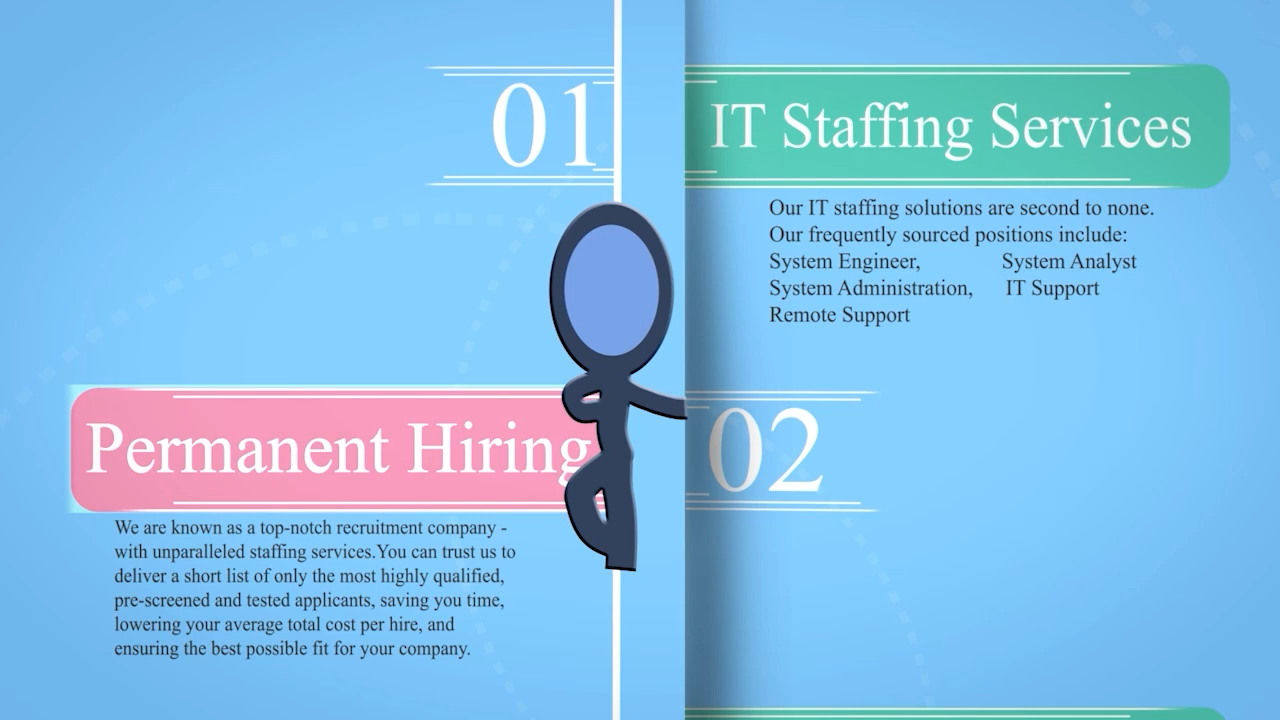 01
IT Staffing Services
Our IT staffing solutions are second to none.
Our frequently sourced positions include:
System Engineer, System Analyst
System Administration, IT Support
Remote Support
02
Permanent Hiring
We are known as a top-notch recruitment company -
with unparalleled staffing services.You can trust us to
deliver a short list of only the most highly qualified,
pre-screened and tested applicants, saving you time,
lowering your average total cost per hire, and
ensuring the best possible fit for your company.